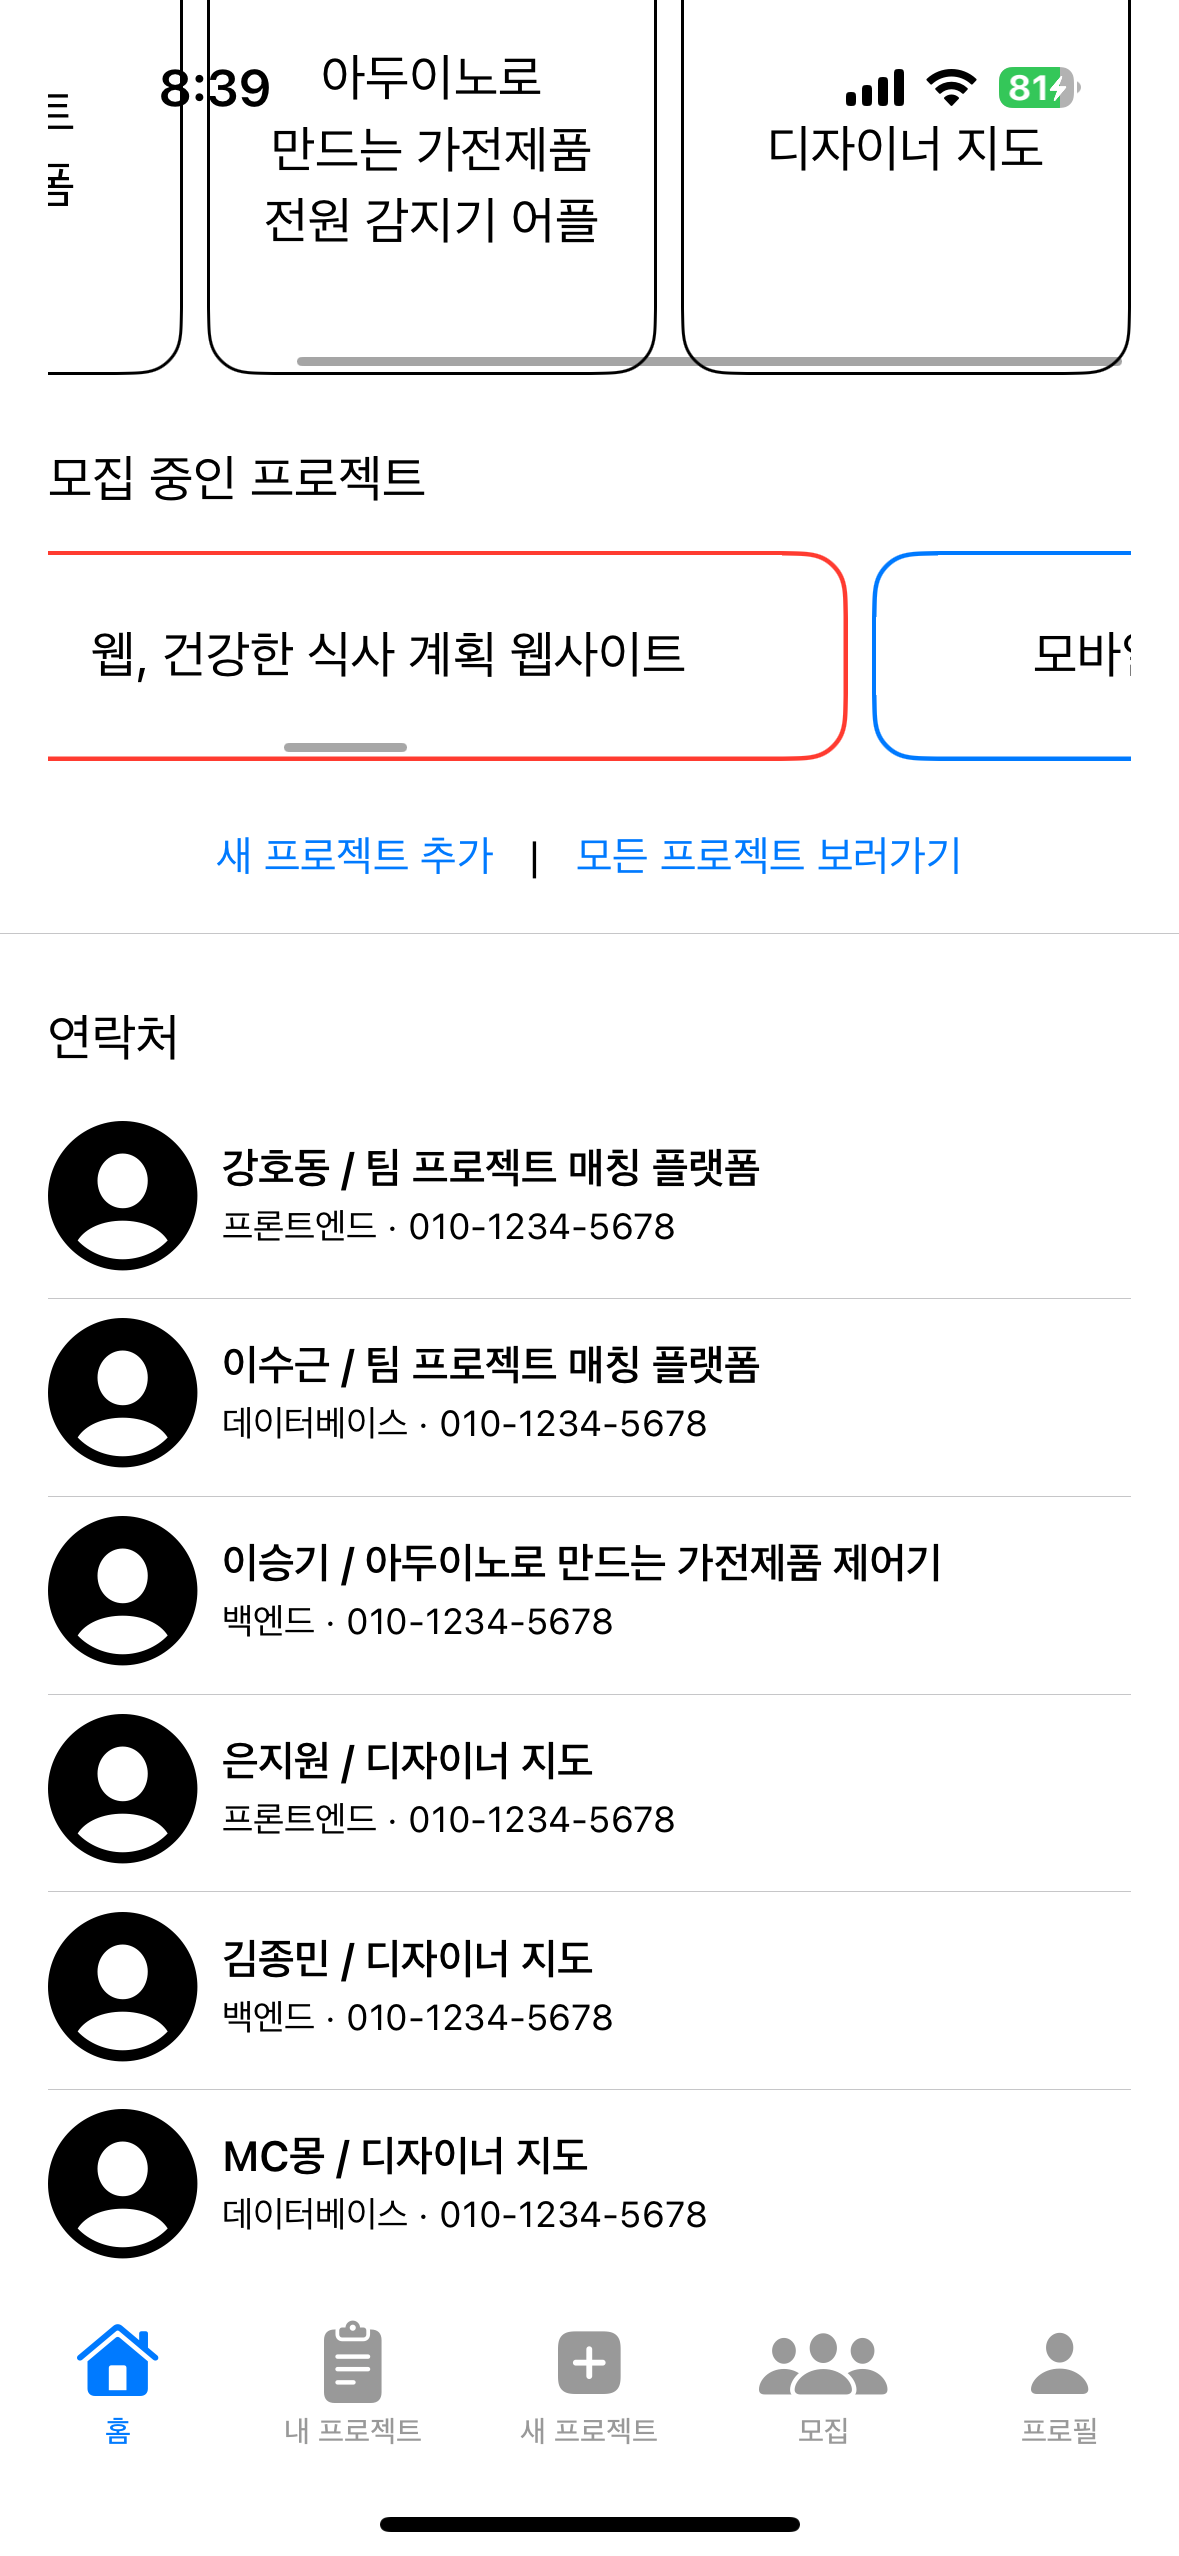 8:39
81
아두이노로
만드는 가전제품
전원 감지기 어플
디자이너 지도
모집 중인 프로젝트
웹, 건강한 식사 계획 웹사이트
새 프로젝트 추가 | 모든 프로젝트 보러가기
연락처
강호동 / 팀 프로젝트 매칭 플랫폼
프론트엔드 · 010-1234-5678
이수근 / 팀 프로젝트 매칭 플랫폼
데이터베이스 · 010-1234-5678
이승기 / 아두이노로 만드는 가전제품 제어기
백엔드 · 010-1234-5678
은지원 / 디자이너 지도
프론트엔드 · 010-1234-5678
김종민 / 디자이너 지도
백엔드 · 010-1234-5678
MC몽 / 디자이너 지도
데이터베이스 · 010-1234-5678
홈
내 프로젝트
새 프로젝트
모집
프로필